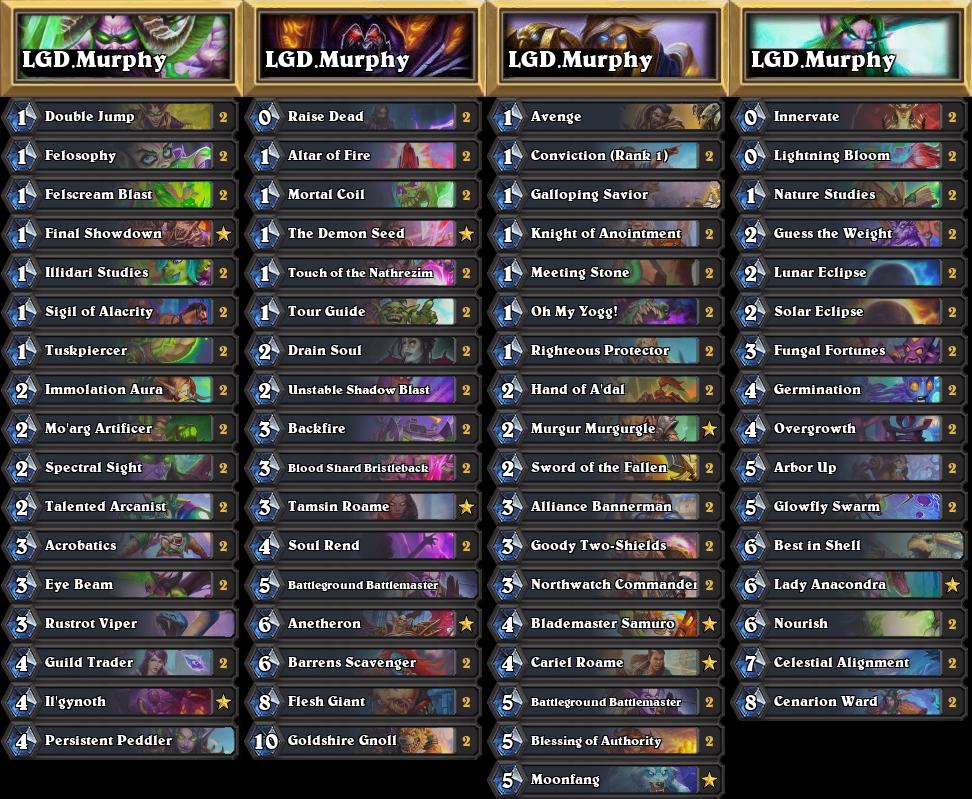 LGD.Murphy
1 Double Jump 2
1 Felosophy 2
1 Felscream Blast 2
1 Final Showdown
1 Illidari Studies 2
1 Sigil of Alacrity 2
1 Tuskpiercer 2
2 Immolation Aura 2
2 Mo'arg Artificer 2
2 Spectral Sight 2
2 Talented Arcanist 2
3 Acrobatics 2
3 Eye Beam 2
3 Rustrot Viper
4 Guild Trader 2
4 Il'gynoth
4 Persistent Peddler
LGD.Murphy
0 Raise Dead 2
1 Altar of Fire 2
1 Mortal Coil 2
1 The Demon Seed
1 Touch of the Nathrezim 2
1 Tour Guide 2
2 Drain Soul 2
2 Unstable Shadow Blast 2
3 Backfire 2
3 Blood Shard Bristleback 2
3 Tamsin Roame
4 Soul Rend 2
5 Battleground Battlemaster 2
6 Anetheron
6 Barrens Scavenger 2
8 Flesh Giant 2
10 Goldshire Gnoll 2
LGD.Murphy
1 Avenge
1 Conviction (Rank 1) 2
1 Galloping Savior
1 Knight of Anointment 2
1 Meeting Stone 2
1 Oh My Yogg! 2
1 Righteous Protector 2
2 Hand of A'dal 2
2 Murgur Murgurgle
2 Sword of the Fallen 2
3 Alliance Bannerman 2
3 Goody Two-Shields 2
3 Northwatch Commander 2
4 Blademaster Samuro
4 Cariel Roame
5 Battleground Battlemaster 2
5 Blessing of Authority 2
5 Moonfang
LGD.Murphy
0 Innervate 2
0 Lightning Bloom 2
1 Nature Studies 2
2 Guess the Weight 2
2 Lunar Eclipse 2
2 Solar Eclipse 2
3 Fungal Fortunes 2
4 Germination 2
4 Overgrowth 2
5 Arbor Up 2
5 Glowfly Swarm 2
6 Best in Shell
6 Lady Anacondra
6 Nourish 2
7 Celestial Alignment 2
8 Cenarion Ward 2